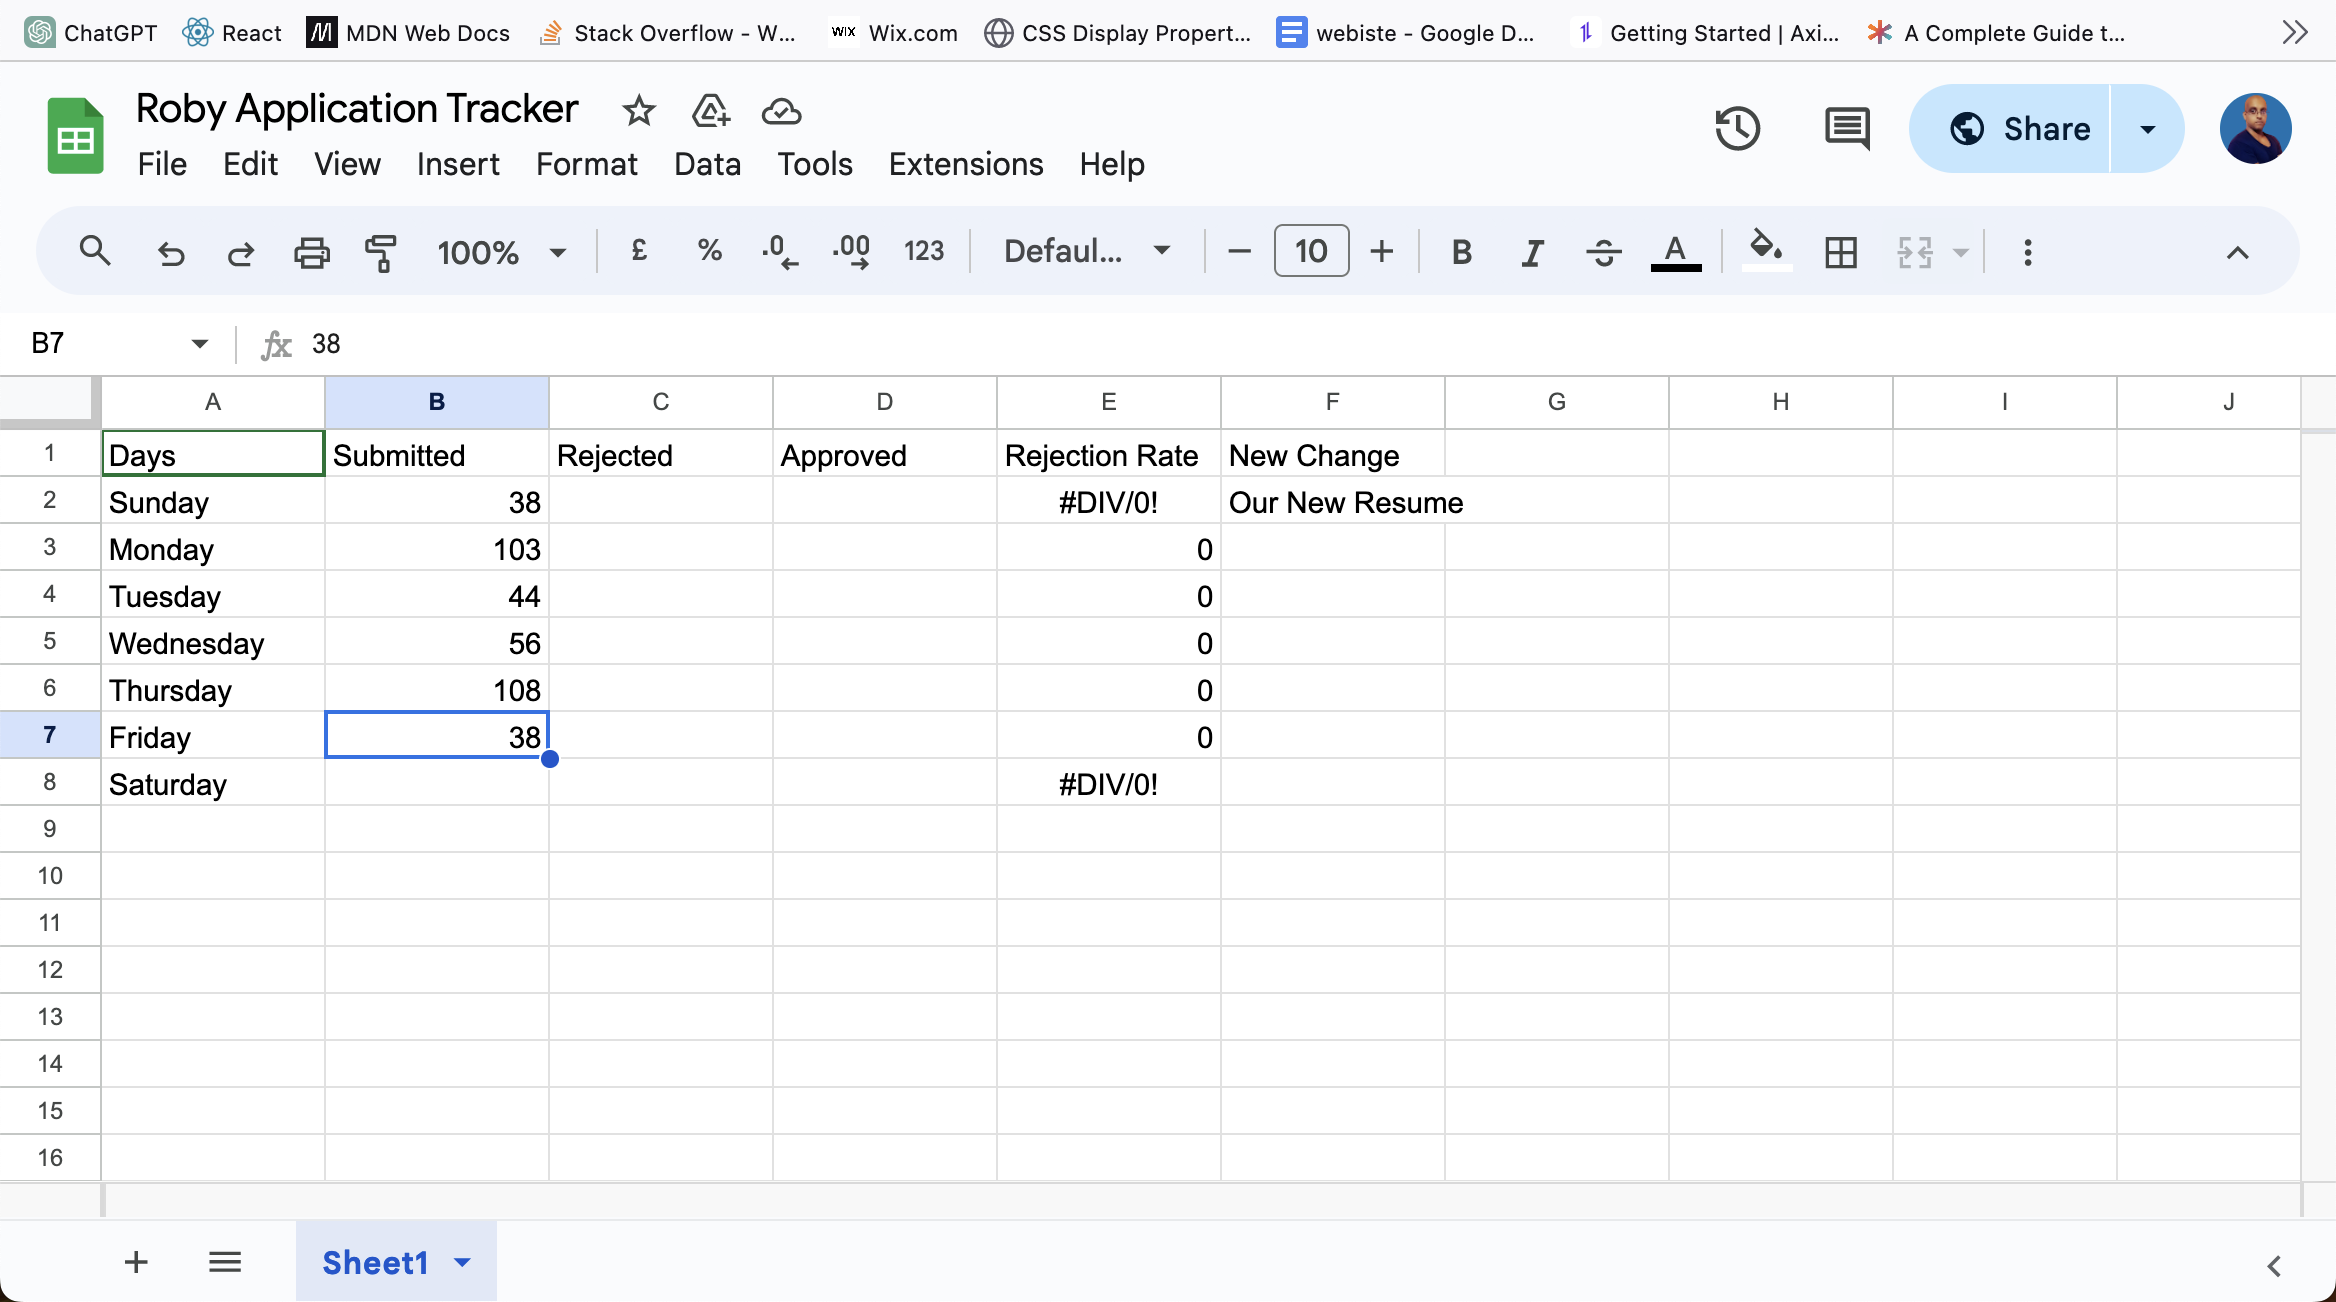 ChatGPT React MDN Web Docs Stack Overflow - W... WIX Wix.com CSS Display Propert... webiste - Google D... Getting Started | Axi... A Complete Guide t...
Roby Application Tracker
Share
File Edit View Insert Format Data Tools Extensions Help
100% £ % .0 .00 123 Defaul... 10 B I S A
B7 fx 38
A B C D E F G H I J
1 Days Submitted Rejected Approved Rejection Rate New Change
2 Sunday 38 #DIV/0! Our New Resume
3 Monday 103 0
4 Tuesday 44 0
5 Wednesday 56 0
6 Thursday 108 0
7 Friday 38 0
8 Saturday #DIV/0!
9
10
11
12
13
14
15
16
Sheet1